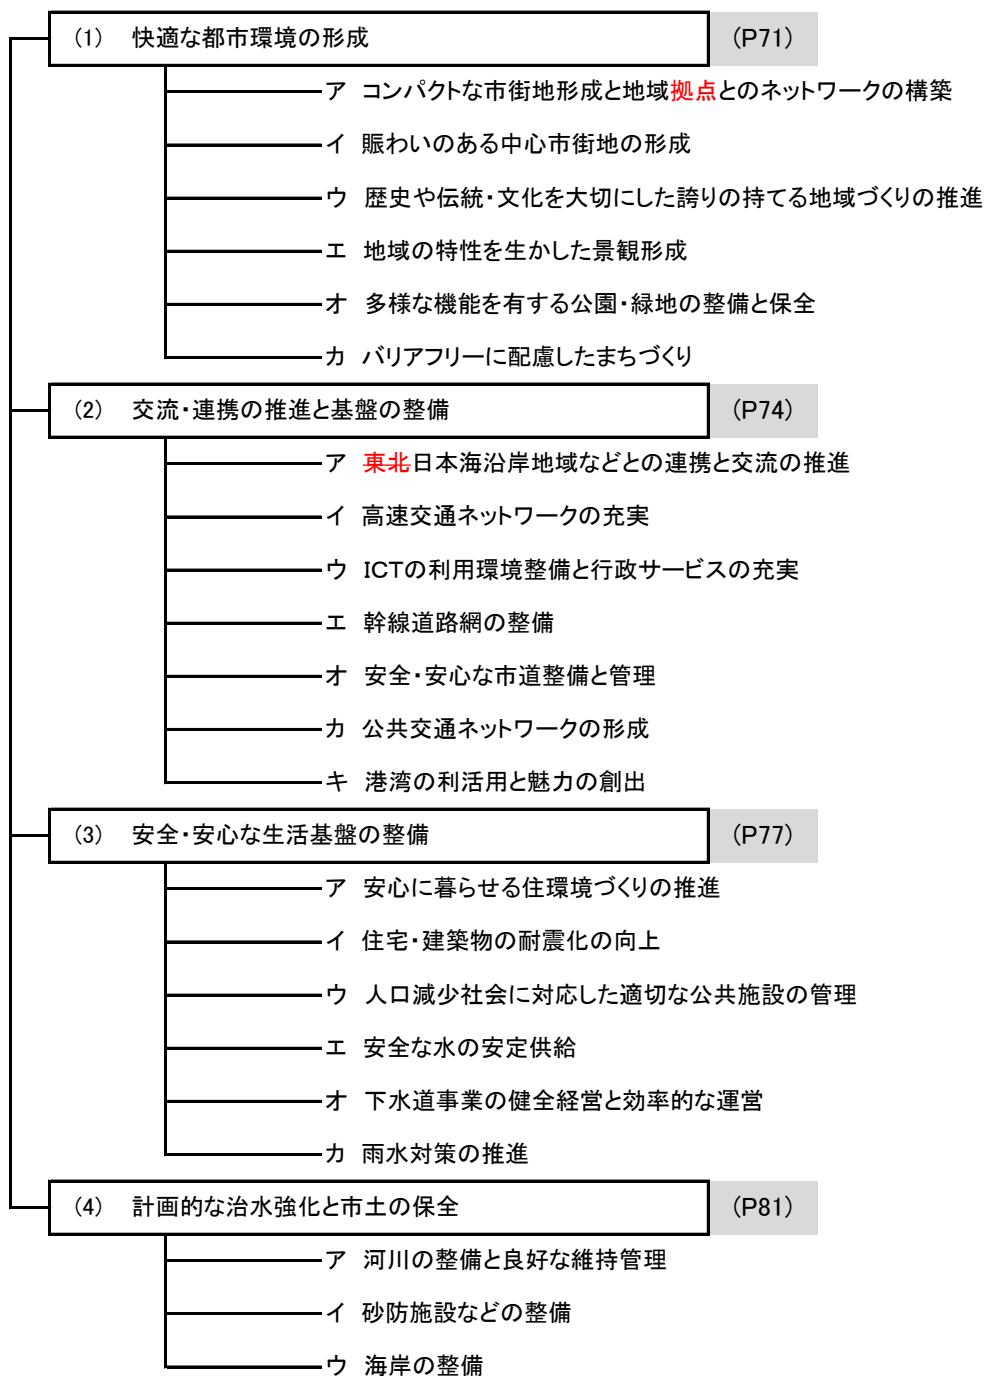 (1) 快適な都市環境の形成 (P71)
ア コンパクトな市街地形成と地域拠点とのネットワークの構築
イ 賑わいのある中心市街地の形成
ウ 歴史や伝統・文化を大切にした誇りの持てる地域づくりの推進
エ 地域の特性を生かした景観形成
オ 多様な機能を有する公園・緑地の整備と保全
カ バリアフリーに配慮したまちづくり
(2) 交流・連携の推進と基盤の整備 (P74)
ア 東北日本海沿岸地域などとの連携と交流の推進
イ 高速交通ネットワークの充実
ウ ICTの利用環境整備と行政サービスの充実
エ 幹線道路網の整備
オ 安全・安心な市道整備と管理
カ 公共交通ネットワークの形成
キ 港湾の利活用と魅力の創出
(3) 安全・安心な生活基盤の整備 (P77)
ア 安心に暮らせる住環境づくりの推進
イ 住宅・建築物の耐震化の向上
ウ 人口減少社会に対応した適切な公共施設の管理
エ 安全な水の安定供給
オ 下水道事業の健全経営と効率的な運営
カ 雨水対策の推進
(4) 計画的な治水強化と市土の保全 (P81)
ア 河川の整備と良好な維持管理
イ 砂防施設などの整備
ウ 海岸の整備